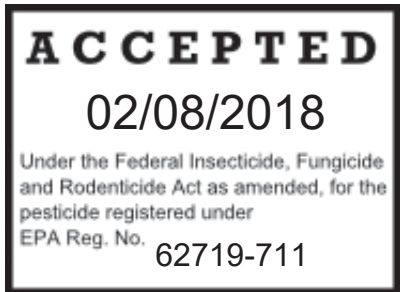 ACCEPTED
02/08/2018
Under the Federal Insecticide, Fungicide
and Rodenticide Act as amended, for the
pesticide registered under
EPA Reg. No. 62719-711